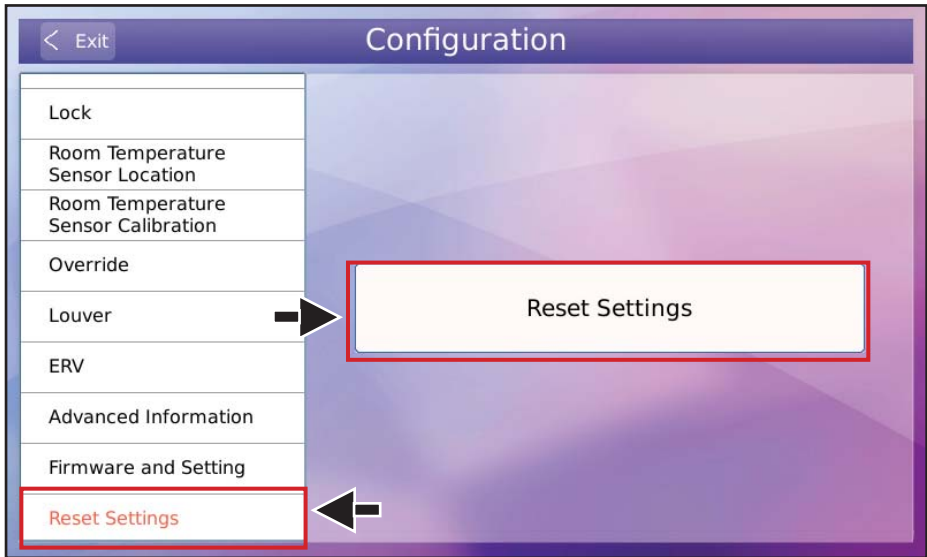 Exit
Configuration
Lock
Room Temperature
Sensor Location
Room Temperature
Sensor Calibration
Override
Louver
ERV
Advanced Information
Firmware and Setting
Reset Settings
Reset Settings